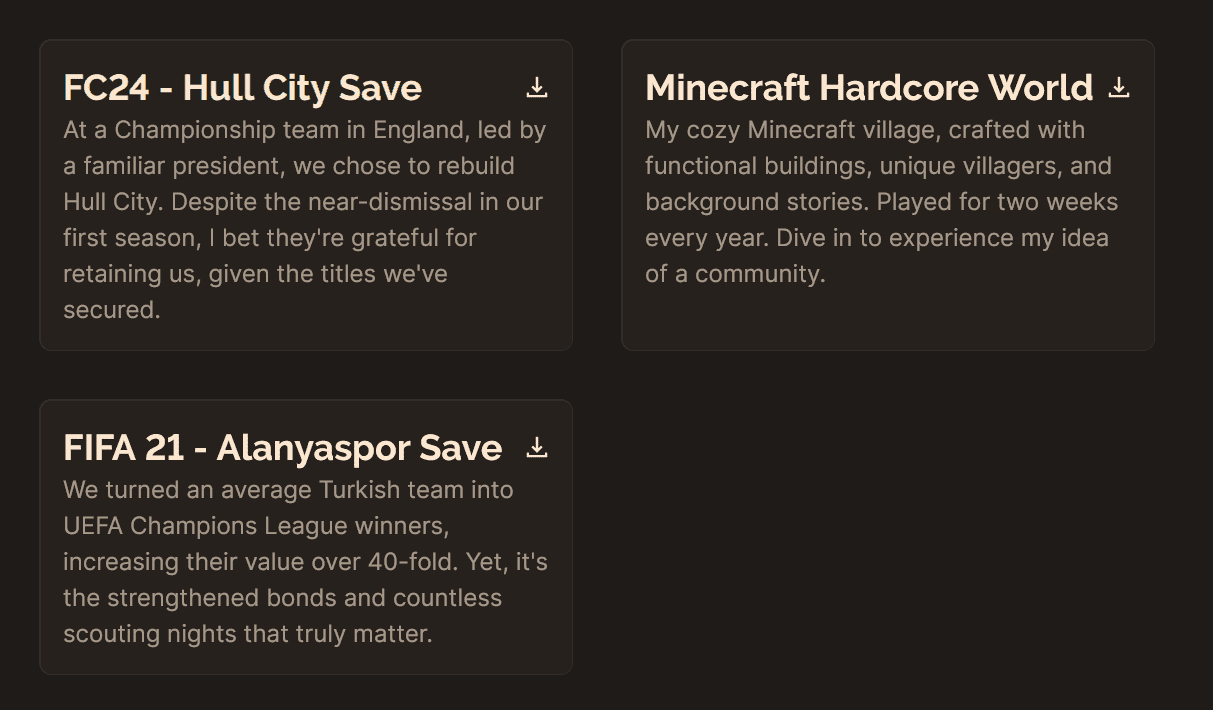 FC24 - Hull City Save
At a Championship team in England, led by
a familiar president, we chose to rebuild
Hull City. Despite the near-dismissal in our
first season, I bet they're grateful for
retaining us, given the titles we've
secured.
Minecraft Hardcore World
My cozy Minecraft village, crafted with
functional buildings, unique villagers, and
background stories. Played for two weeks
every year. Dive in to experience my idea
of a community.
FIFA 21 - Alanyaspor Save
We turned an average Turkish team into
UEFA Champions League winners,
increasing their value over 40-fold. Yet, it's
the strengthened bonds and countless
scouting nights that truly matter.